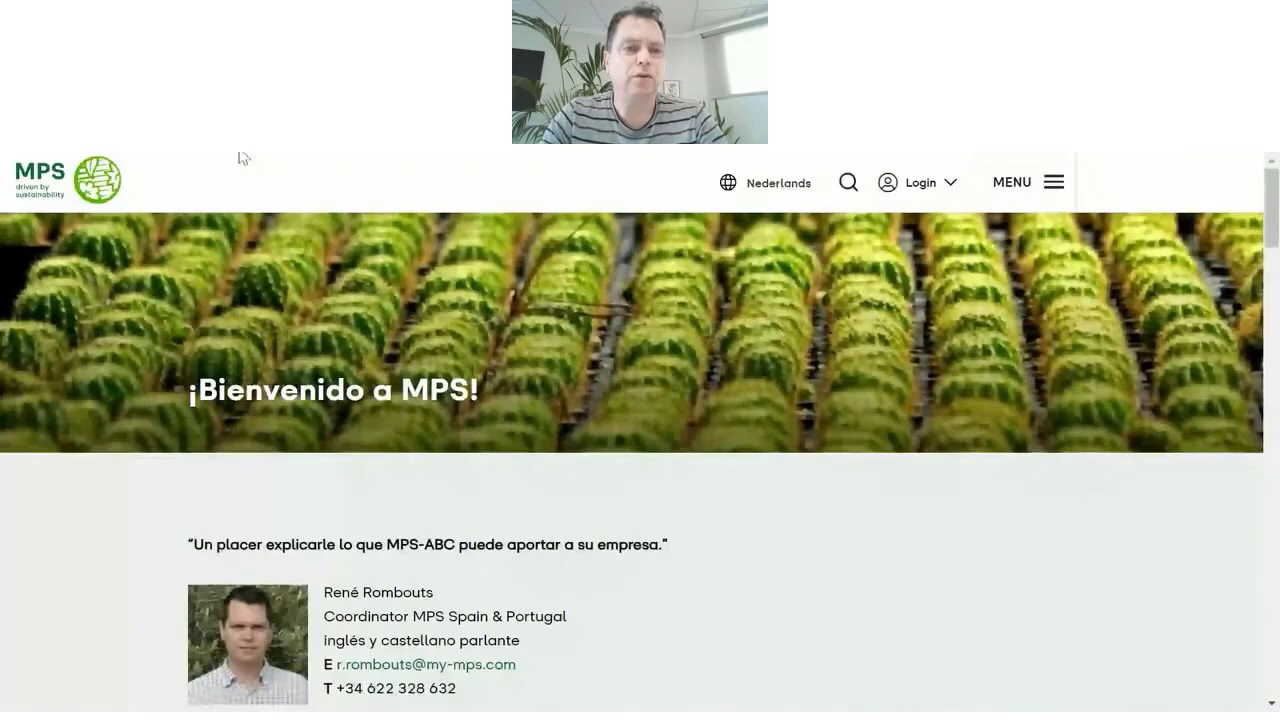 MPS
driven by
sustainability
Nederlands
Login
MENU
¡Bienvenido a MPS!
“Un placer explicarle lo que MPS-ABC puede aportar a su empresa.”
René Rombouts
Coordinator MPS Spain & Portugal
inglés y castellano parlante
E r.rombouts@my-mps.com
T +34 622 328 632